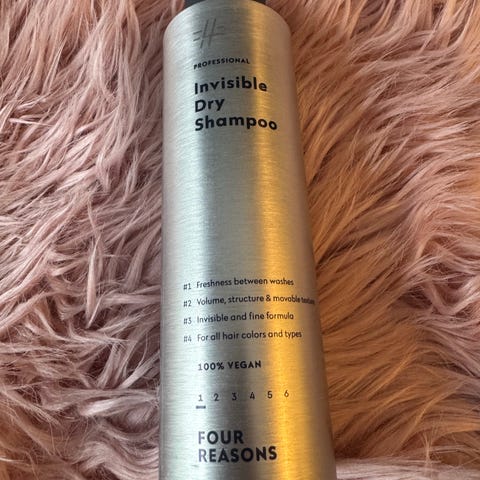 PROFESSIONAL
Invisible
Dry
Shampoo
#1 Freshness between washes
#2 Volume, structure & movable texture
#3 Invisible and fine formula
#4 For all hair colors and types
100% VEGAN
1 2 3 4 5 6
FOUR
REASONS